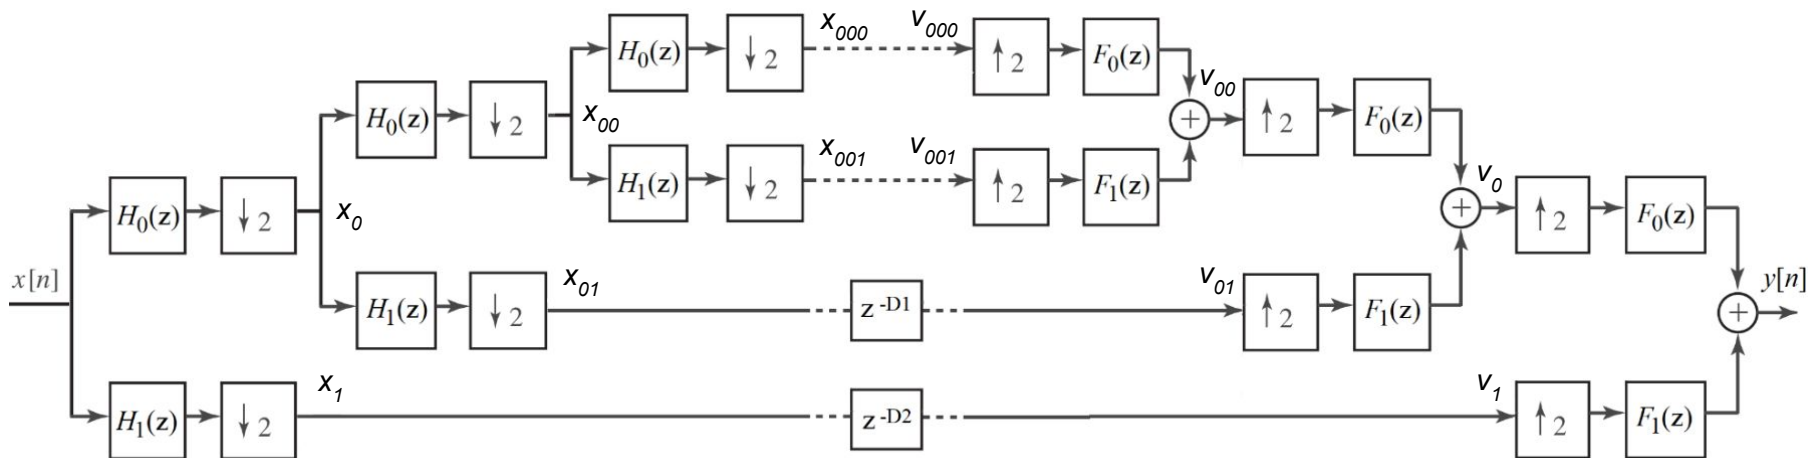 H₀(z) ↓2 x₀₀₀ v₀₀₀ ↑2 F₀(z)
H₀(z) ↓2 x₀₀ v₀₀ ↑2 F₀(z)
H₁(z) ↓2 x₀₀₁ v₀₀₁ ↑2 F₁(z) +
H₀(z) ↓2 x₀ v₀ + ↑2 F₀(z)
x[n] H₁(z) ↓2 x₀₁ z⁻ᴰ¹ v₀₁ ↑2 F₁(z) + y[n]
H₁(z) ↓2 x₁ z⁻ᴰ² v₁ ↑2 F₁(z)